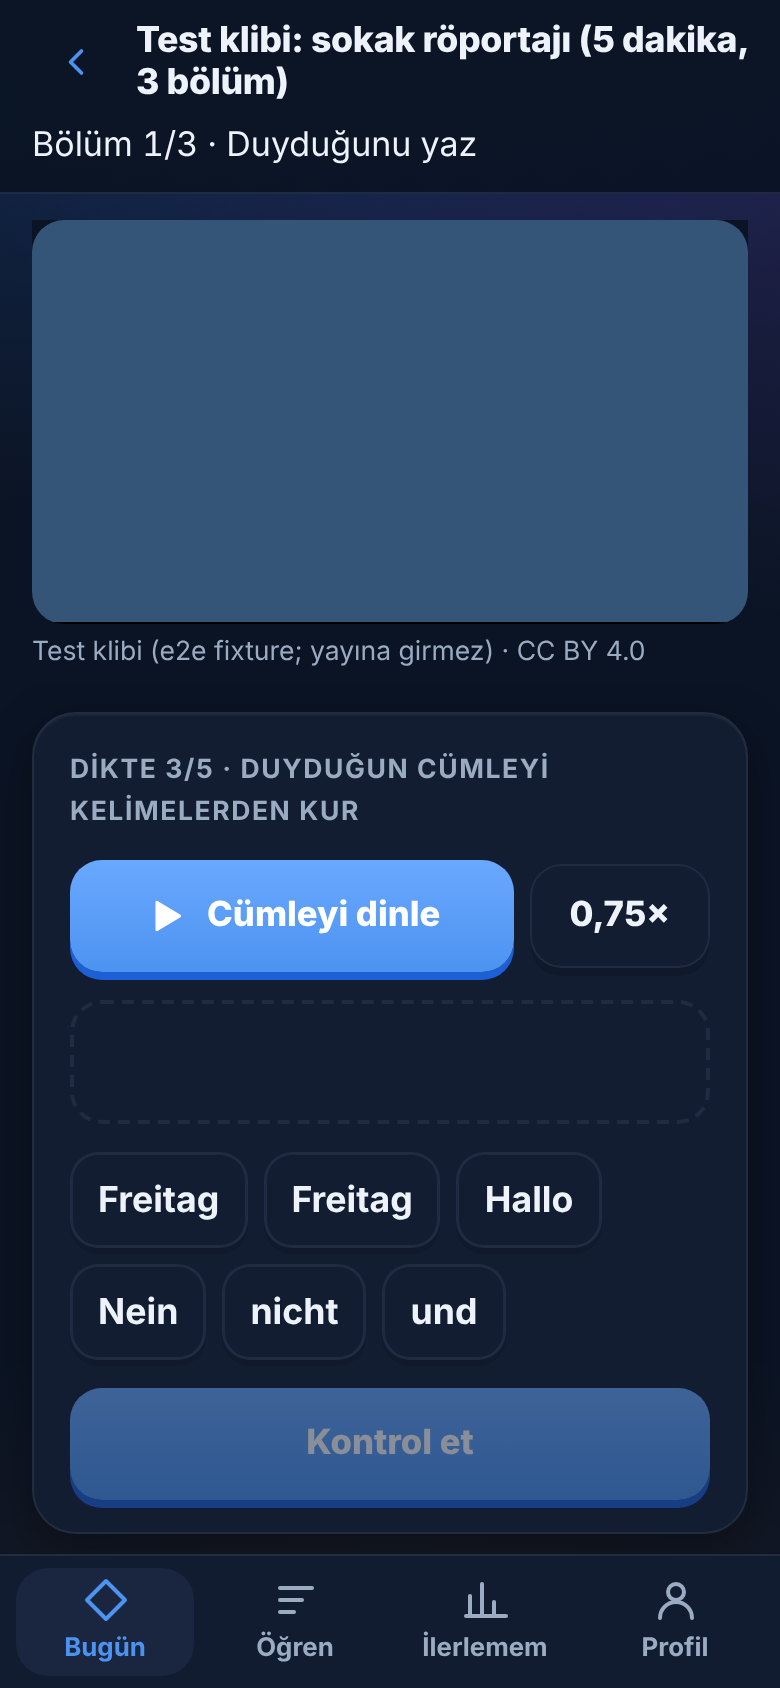 Test klibi: sokak röportajı (5 dakika,
3 bölüm)
Bölüm 1/3 · Duyduğunu yaz
Test klibi (e2e fixture; yayına girmez) · CC BY 4.0
DİKTE 3/5 · DUYDUĞUN CÜMLEYİ
KELİMELERDEN KUR
Cümleyi dinle 0,75×
Freitag Freitag Hallo
Nein nicht und
Kontrol et
Bugün Öğren İlerlemem Profil